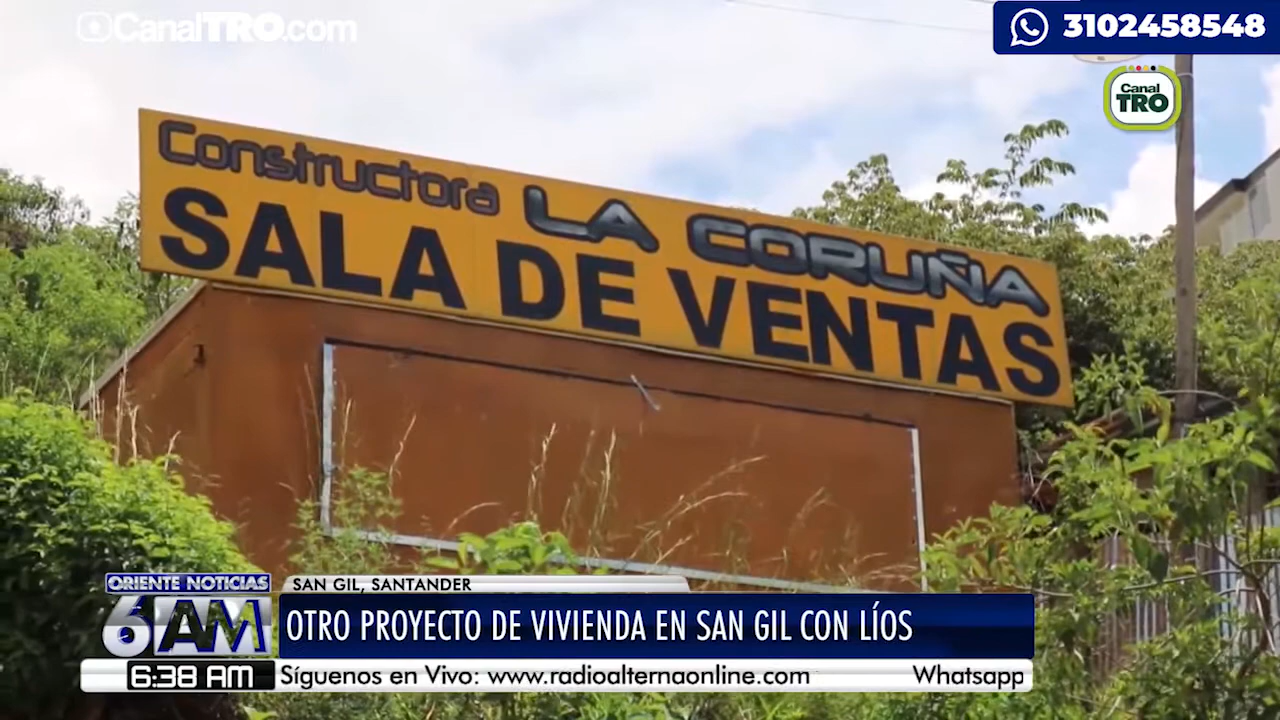 CanalTRO.com
3102458548
Canal
TRO
Constructora LA CORUÑA
SALA DE VENTAS
ORIENTE NOTICIAS
6AM
SAN GIL, SANTANDER
OTRO PROYECTO DE VIVIENDA EN SAN GIL CON LÍOS
6:38 AM
Síguenos en Vivo: www.radioalternaonline.com
Whatsapp